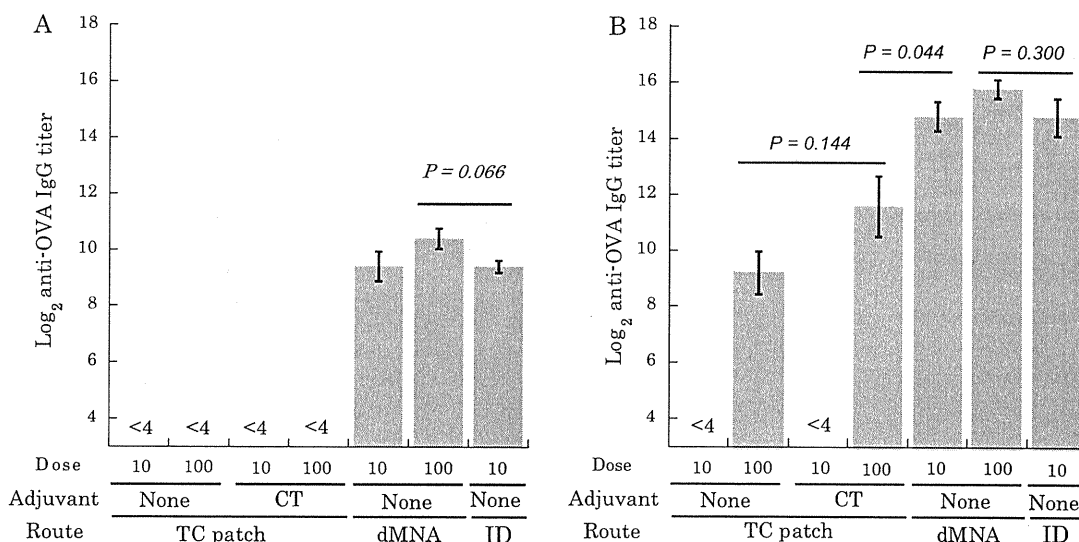 A
Log2 anti-OVA IgG titer
18
16
14
12
10
8
6
4
P = 0.066
<4 <4 <4 <4
Dose 10 100 10 100 10 100 10
Adjuvant None CT None None
Route TC patch dMNA ID
B
Log2 anti-OVA IgG titer
18
16
14
12
10
8
6
4
P = 0.044
P = 0.300
P = 0.144
<4 <4
Dose 10 100 10 100 10 100 10
Adjuvant None CT None None
Route TC patch dMNA ID